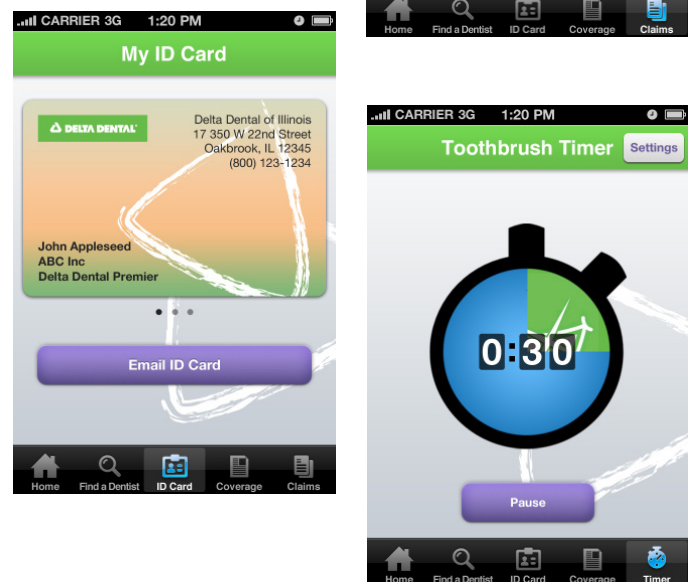 CARRIER 3G 1:20 PM
My ID Card
DELTA DENTAL
Delta Dental of Illinois
17 350 W 22nd Street
Oakbrook, IL 12345
(800) 123-1234
John Appleseed
ABC Inc
Delta Dental Premier
Email ID Card
Home Find a Dentist ID Card Coverage Claims
Home Find a Dentist ID Card Coverage Claims
CARRIER 3G 1:20 PM
Toothbrush Timer Settings
0:30
Pause
Home Find a Dentist ID Card Coverage Timer